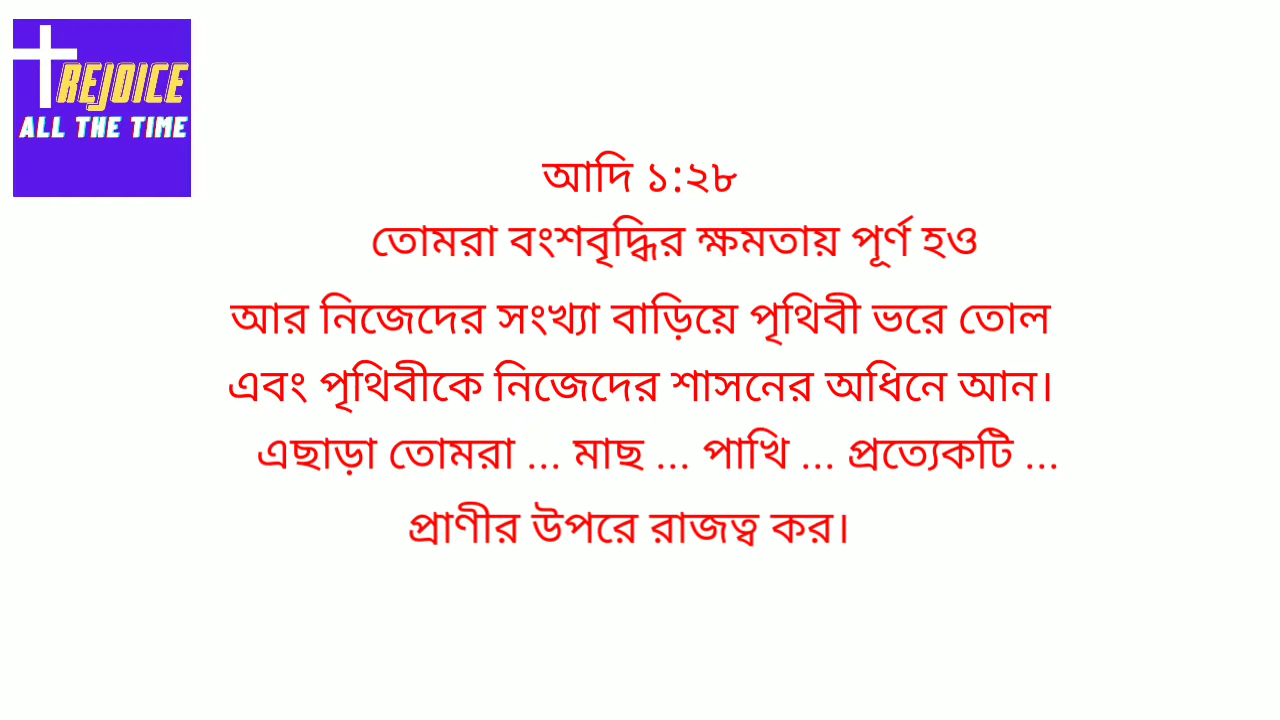 REJOICE
ALL THE TIME
আদি ১:২৮
তোমরা বংশবৃদ্ধির ক্ষমতায় পূর্ণ হও
আর নিজেদের সংখ্যা বাড়িয়ে পৃথিবী ভরে তোল
এবং পৃথিবীকে নিজেদের শাসনের অধিনে আন।
এছাড়া তোমরা ... মাছ ... পাখি ... প্রত্যেকটি ...
প্রাণীর উপরে রাজত্ব কর।